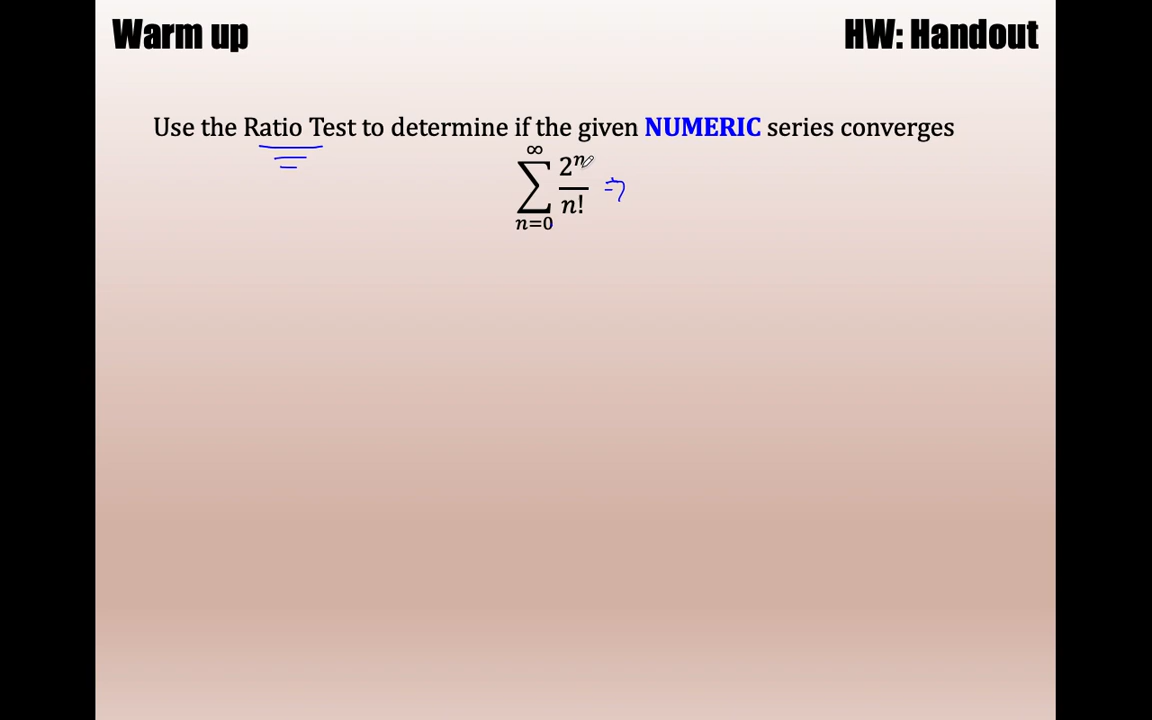 Warm up
HW: Handout
Use the Ratio Test to determine if the given NUMERIC series converges
∞
∑ 2ⁿ/n!
n=0